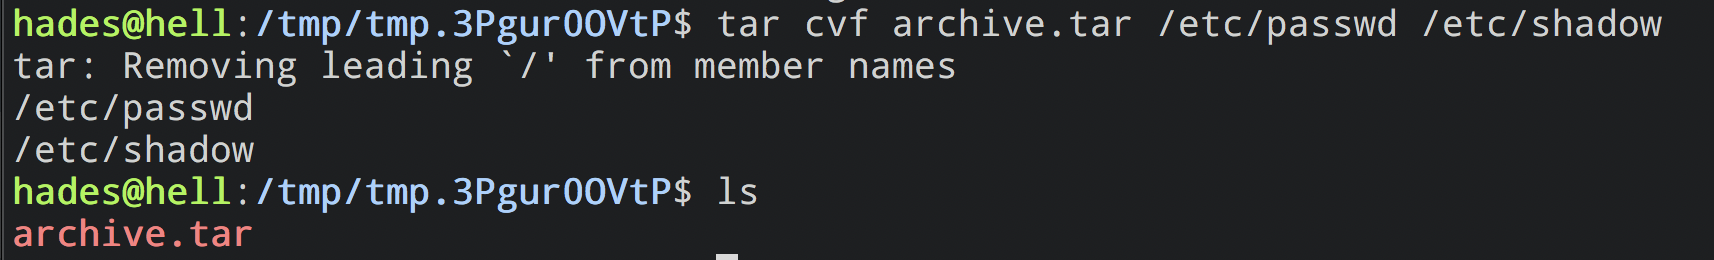 hades@hell:/tmp/tmp.3Pgur0OVtP$ tar cvf archive.tar /etc/passwd /etc/shadow
tar: Removing leading `/' from member names
/etc/passwd
/etc/shadow
hades@hell:/tmp/tmp.3Pgur0OVtP$ ls
archive.tar